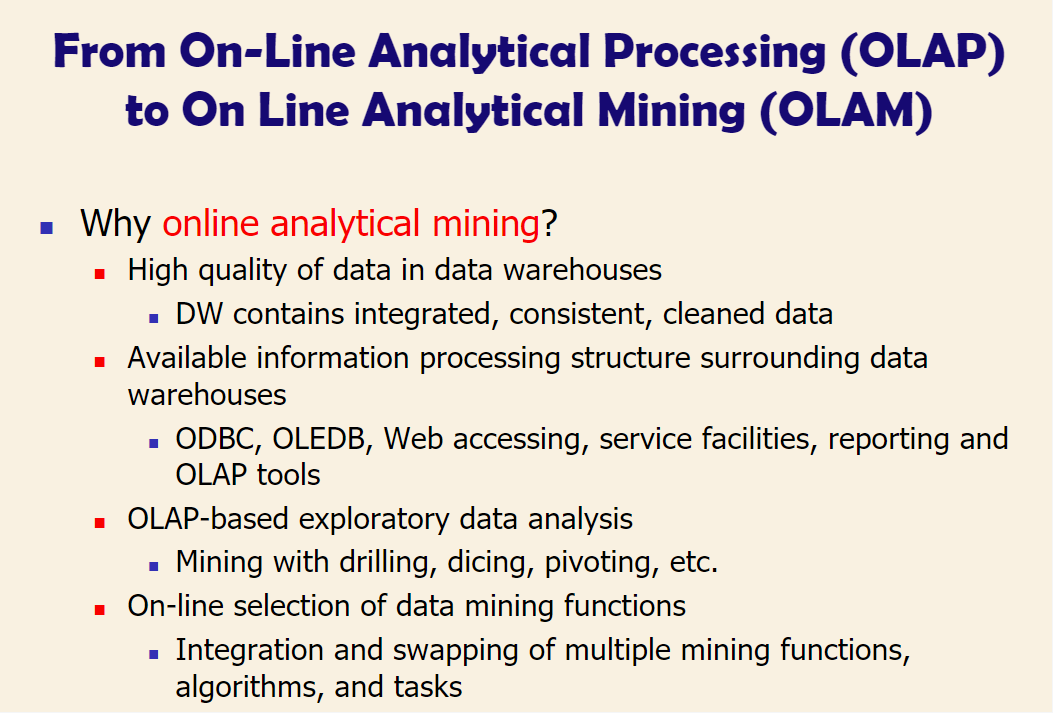 From On-Line Analytical Processing (OLAP)
to On Line Analytical Mining (OLAM)
Why online analytical mining?
High quality of data in data warehouses
DW contains integrated, consistent, cleaned data
Available information processing structure surrounding data
warehouses
ODBC, OLEDB, Web accessing, service facilities, reporting and
OLAP tools
OLAP-based exploratory data analysis
Mining with drilling, dicing, pivoting, etc.
On-line selection of data mining functions
Integration and swapping of multiple mining functions,
algorithms, and tasks